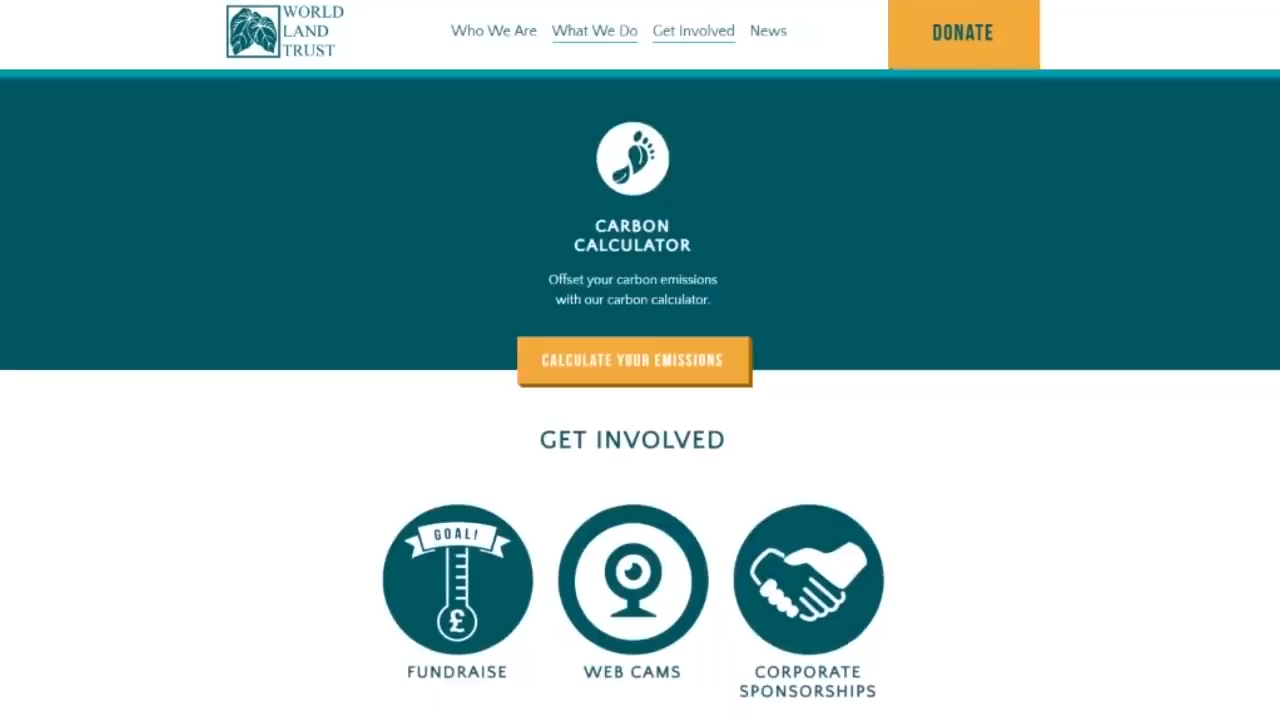 WORLD
LAND
TRUST
Who We Are What We Do Get Involved News
DONATE
CARBON
CALCULATOR
Offset your carbon emissions
with our carbon calculator.
CALCULATE YOUR EMISSIONS
GET INVOLVED
GOAL!
£
FUNDRAISE
WEB CAMS
CORPORATE
SPONSORSHIPS